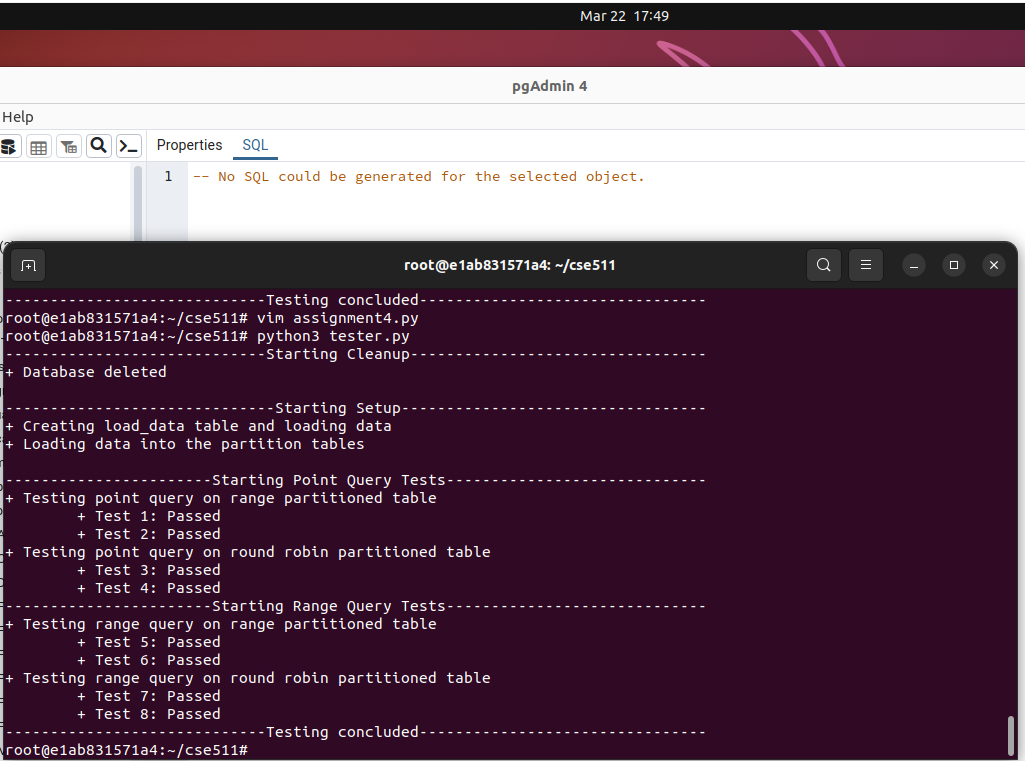 Mar 22 17:49
pgAdmin 4
Help
Properties SQL
1 -- No SQL could be generated for the selected object.
root@e1ab831571a4: ~/cse511
-----------------------------Testing concluded--------------------------------
root@e1ab831571a4:~/cse511# vim assignment4.py
root@e1ab831571a4:~/cse511# python3 tester.py
-----------------------------Starting Cleanup---------------------------------
+ Database deleted
------------------------------Starting Setup----------------------------------
+ Creating load_data table and loading data
+ Loading data into the partition tables
-----------------------Starting Point Query Tests-----------------------------
+ Testing point query on range partitioned table
+ Test 1: Passed
+ Test 2: Passed
+ Testing point query on round robin partitioned table
+ Test 3: Passed
+ Test 4: Passed
-----------------------Starting Range Query Tests-----------------------------
+ Testing range query on range partitioned table
+ Test 5: Passed
+ Test 6: Passed
+ Testing range query on round robin partitioned table
+ Test 7: Passed
+ Test 8: Passed
-----------------------------Testing concluded--------------------------------
root@e1ab831571a4:~/cse511#